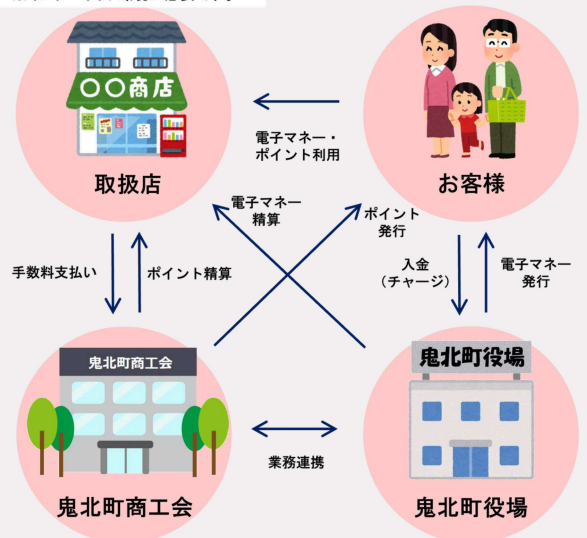 〇〇商店
取扱店
お客様
電子マネー・
ポイント利用
電子マネー
精算
ポイント
発行
手数料支払い
ポイント精算
入金
（チャージ）
電子マネー
発行
鬼北町商工会
鬼北町役場
業務連携
鬼北町商工会
鬼北町役場